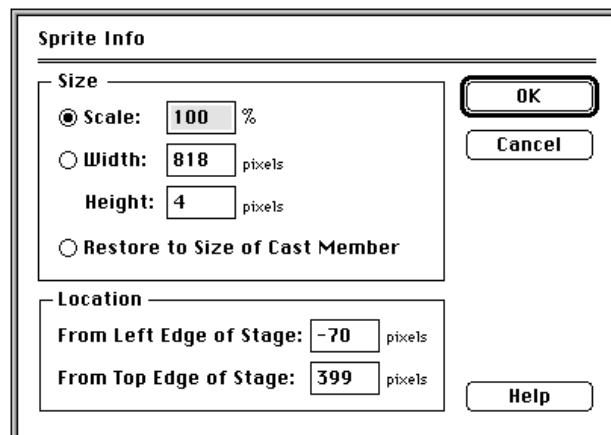 Sprite Info
Size
Scale: 100 %
Width: 818 pixels
Height: 4 pixels
Restore to Size of Cast Member
Location
From Left Edge of Stage: -70 pixels
From Top Edge of Stage: 399 pixels
OK
Cancel
Help